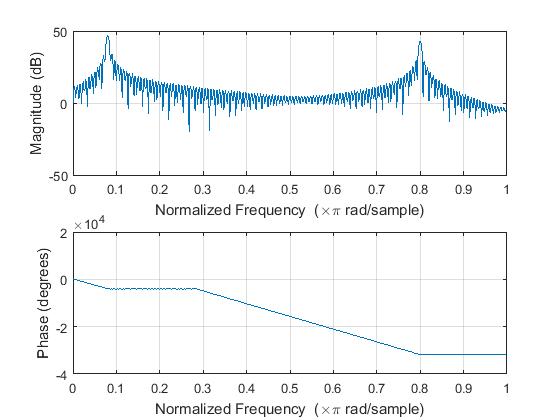 50
0
-50
Magnitude (dB)
0 0.1 0.2 0.3 0.4 0.5 0.6 0.7 0.8 0.9 1
Normalized Frequency (×π rad/sample)
×10⁴
2
0
-2
-4
Phase (degrees)
0 0.1 0.2 0.3 0.4 0.5 0.6 0.7 0.8 0.9 1
Normalized Frequency (×π rad/sample)